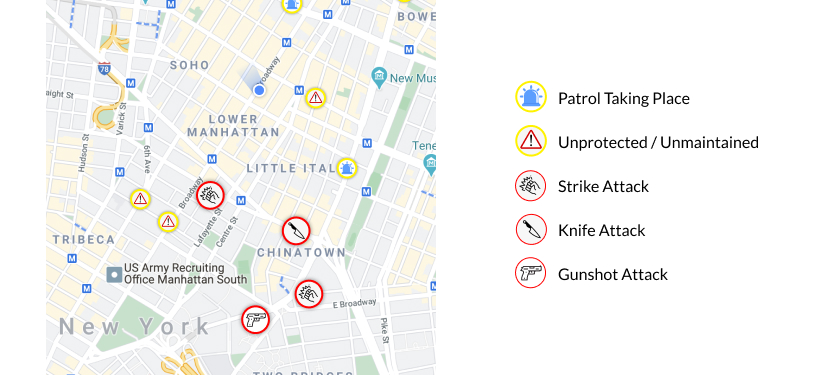 BOWE
M
M
SOHO
Broadway
78
M
New Mus
aight St
Varick St
M
M
LOWER
MANHATTAN
Hudson St
6th Ave
M
M
Tene
LITTLE ITAL
M
M
Broadway
M
Lafayette St
Centre St
TRIBECA
M
CHINATOWN
US Army Recruiting
Office Manhattan South
M
M
E Broadway
New York
Pike St
M
TWO BRIDGES
Patrol Taking Place
Unprotected / Unmaintained
Strike Attack
Knife Attack
Gunshot Attack